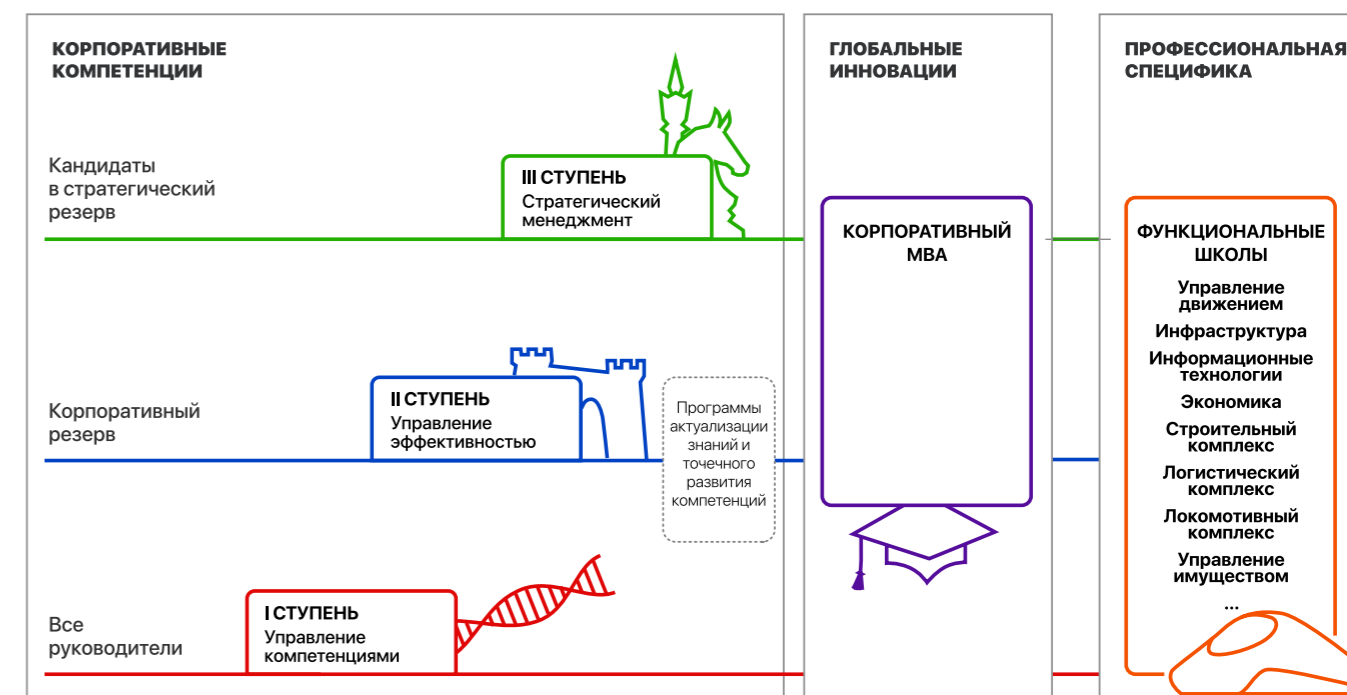 КОРПОРАТИВНЫЕ
КОМПЕТЕНЦИИ
Кандидаты
в стратегический
резерв
III СТУПЕНЬ
Стратегический
менеджмент
Корпоративный
резерв
II СТУПЕНЬ
Управление
эффективностью
Программы
актуализации
знаний и
точечного
развития
компетенций
Все
руководители
I СТУПЕНЬ
Управление
компетенциями
ГЛОБАЛЬНЫЕ
ИННОВАЦИИ
КОРПОРАТИВНЫЙ
МВА
ПРОФЕССИОНАЛЬНАЯ
СПЕЦИФИКА
ФУНКЦИОНАЛЬНЫЕ
ШКОЛЫ
Управление
движением
Инфраструктура
Информационные
технологии
Экономика
Строительный
комплекс
Логистический
комплекс
Локомотивный
комплекс
Управление
имуществом
...